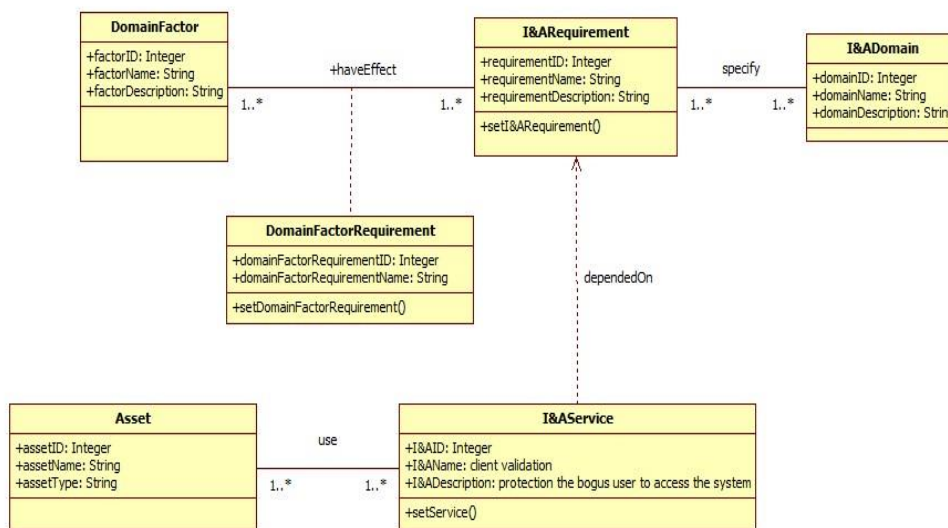 DomainFactor
+factorID: Integer
+factorName: String
+factorDescription: String
+haveEffect
1..*
1..*
I&ARequirement
+requirementID: Integer
+requirementName: String
+requirementDescription: String
+setI&ARequirement()
specify
1..*
1..*
I&ADomain
+domainID: Integer
+domainName: String
+domainDescription: Strin
DomainFactorRequirement
+domainFactorRequirementID: Integer
+domainFactorRequirementName: String
+setDomainFactorRequirement()
dependedOn
Asset
+assetID: Integer
+assetName: String
+assetType: String
use
1..*
1..*
I&AService
+I&AID: Integer
+I&AName: client validation
+I&ADescription: protection the bogus user to access the system
+setService()